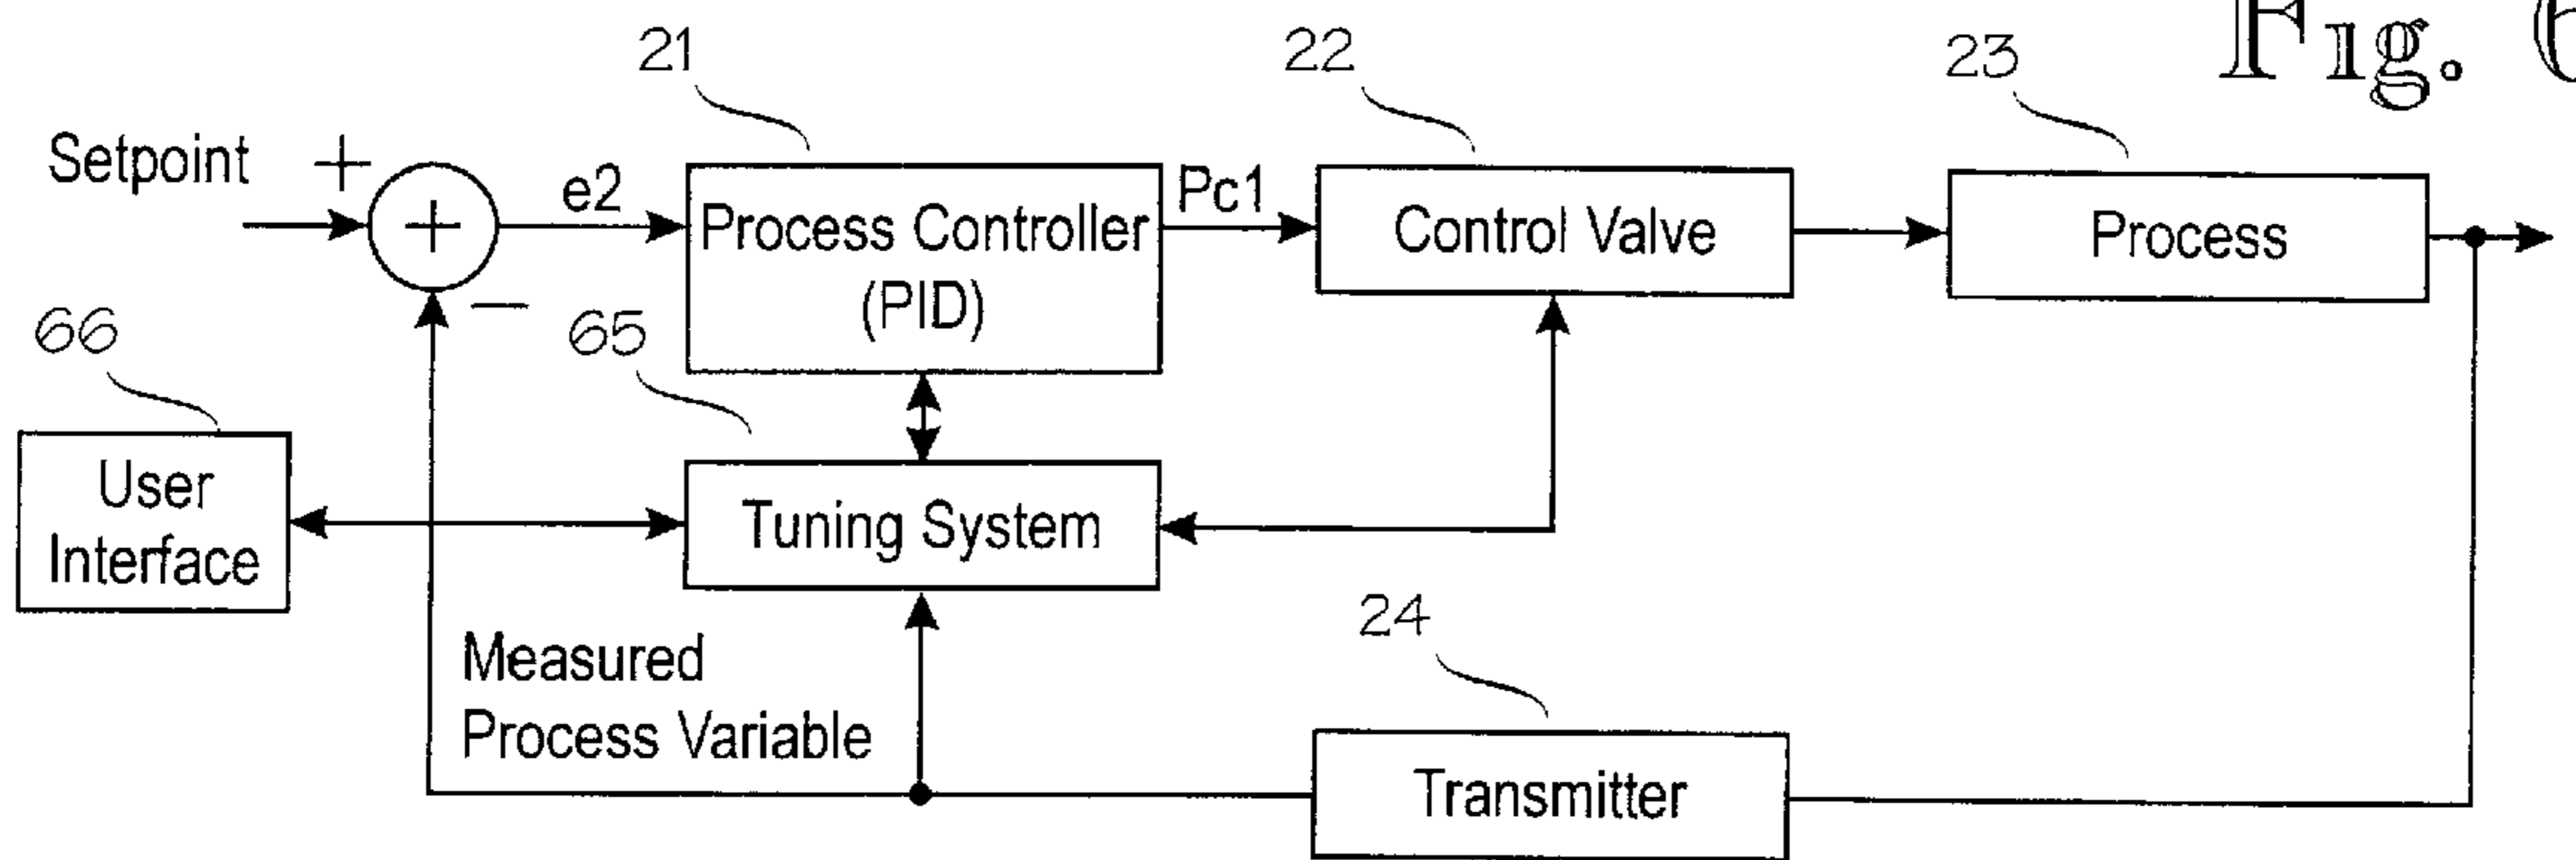 Fig. 6
21
22
23
Setpoint
+
+
e2
Process Controller
(PID)
Pc1
Control Valve
Process
−
66
65
User
Interface
Tuning System
24
Measured
Process Variable
Transmitter